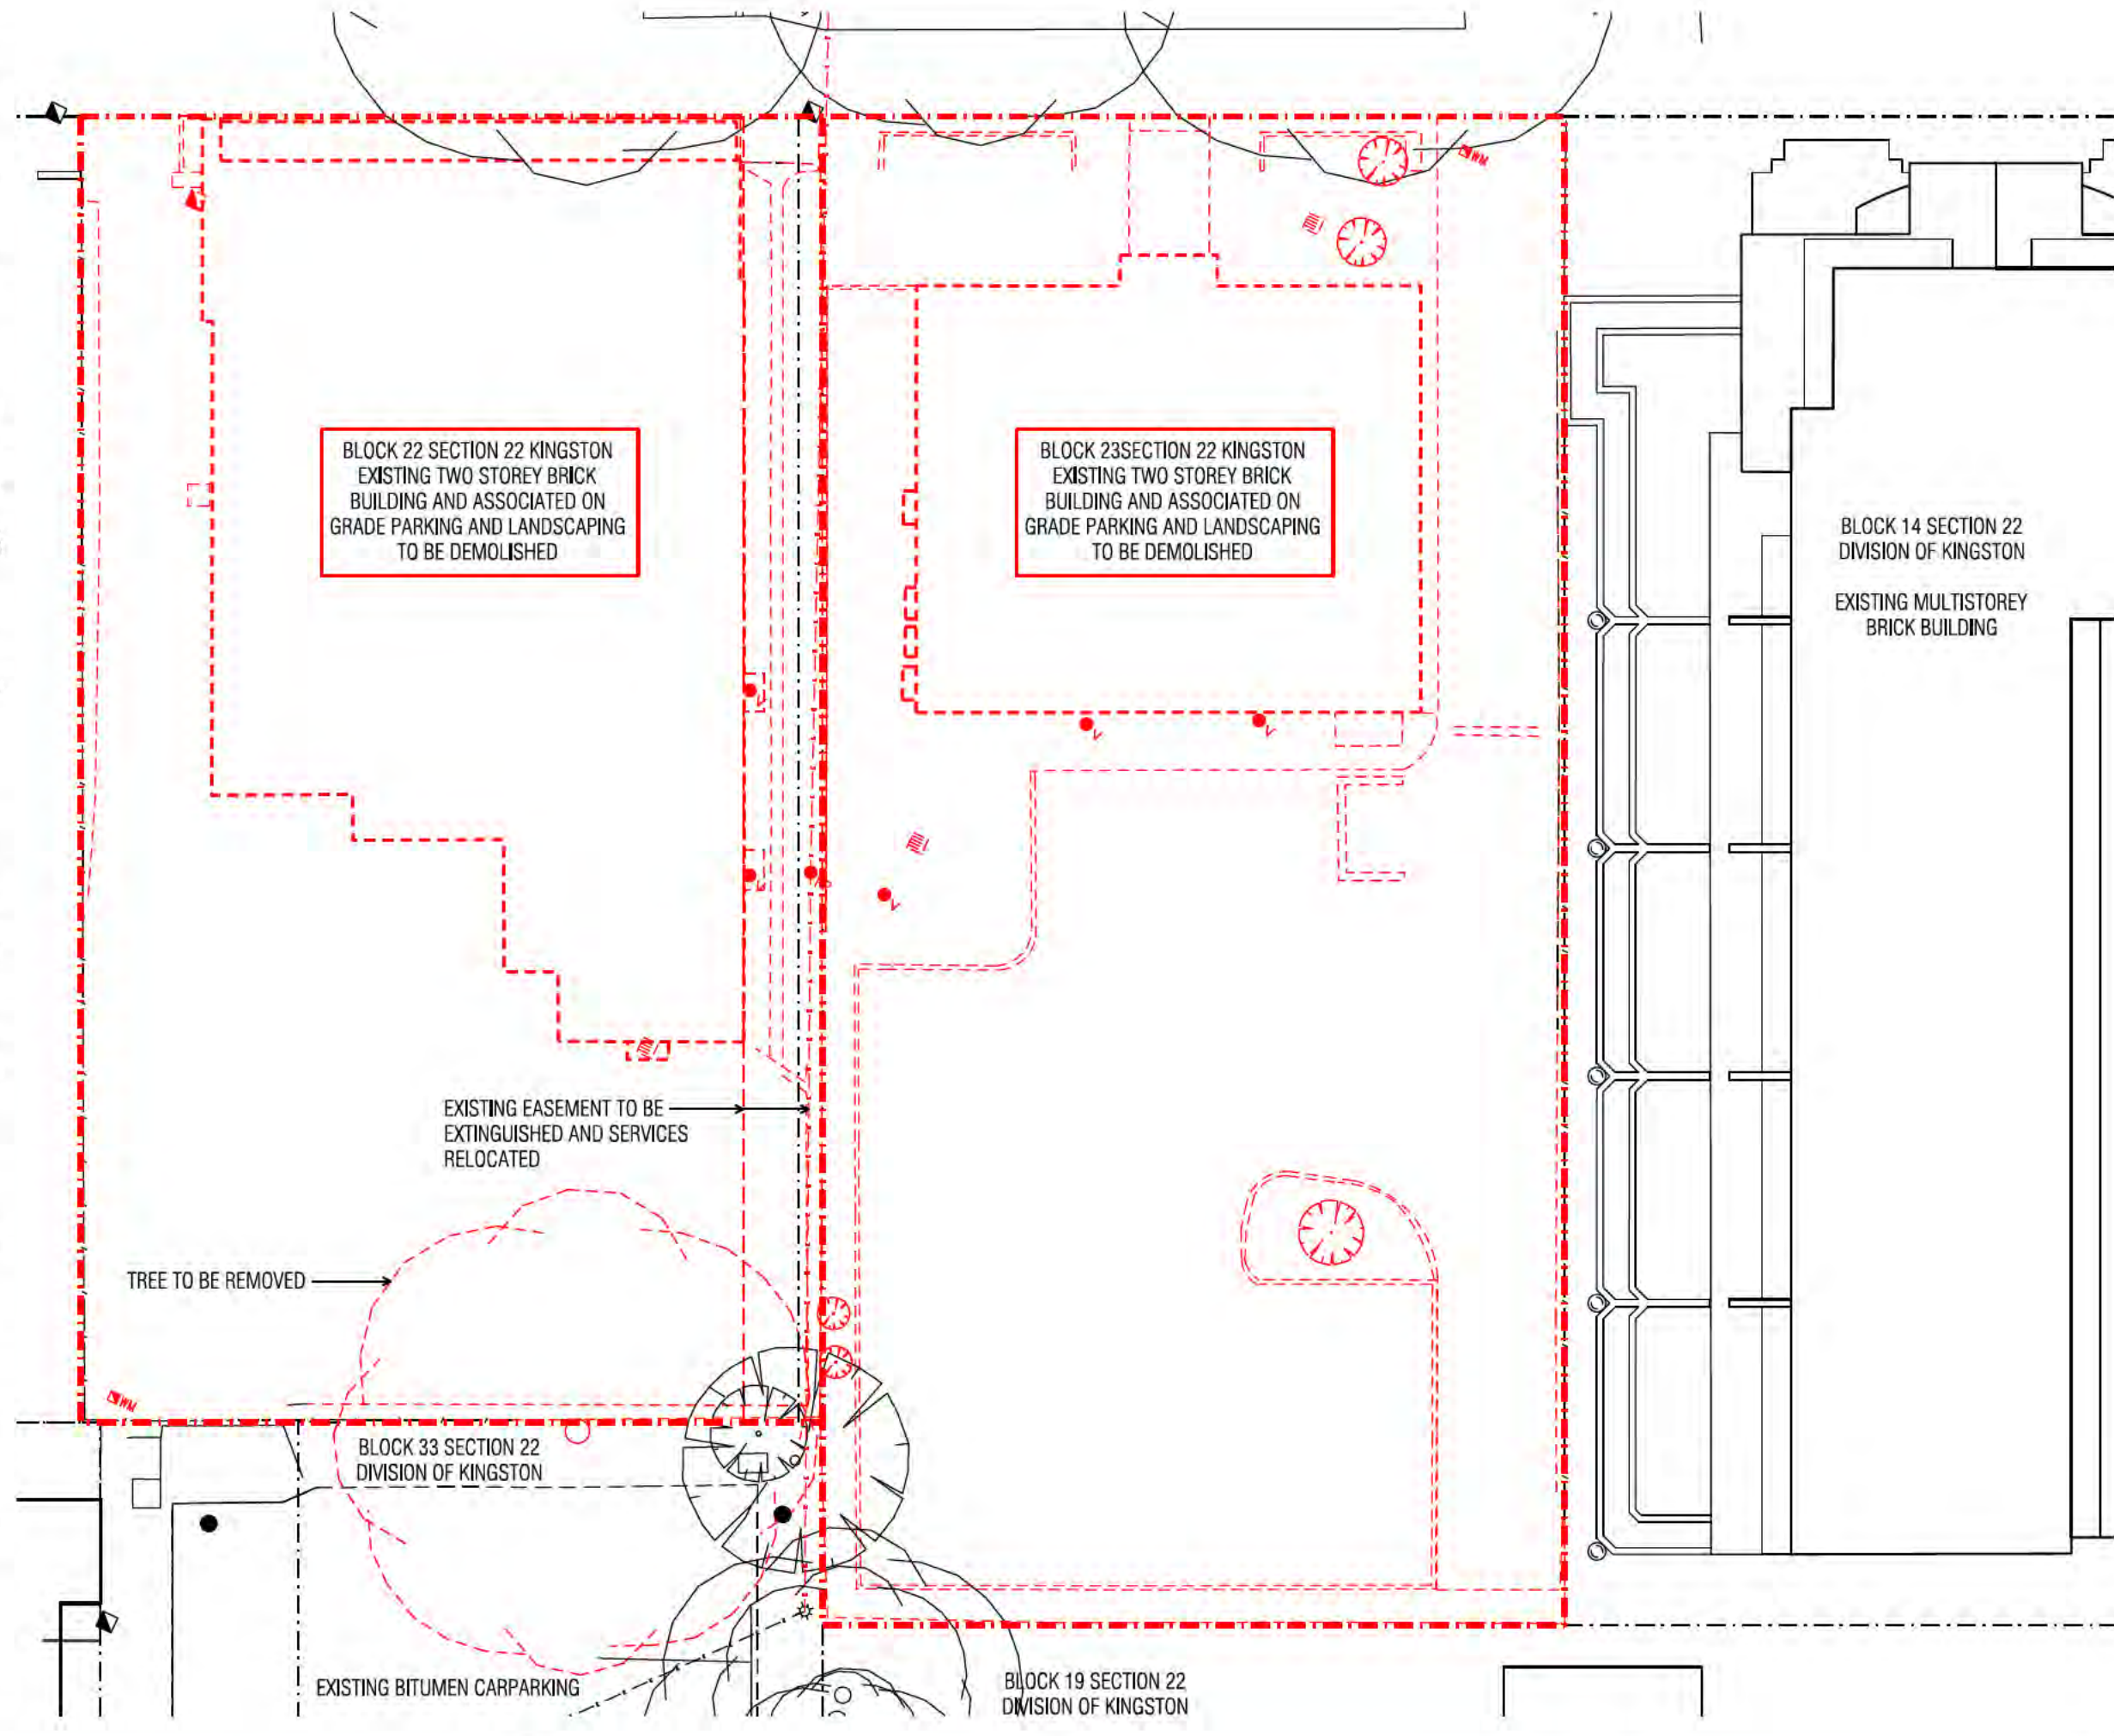 WM
BLOCK 22 SECTION 22 KINGSTON
EXISTING TWO STOREY BRICK
BUILDING AND ASSOCIATED ON
GRADE PARKING AND LANDSCAPING
TO BE DEMOLISHED
BLOCK 23SECTION 22 KINGSTON
EXISTING TWO STOREY BRICK
BUILDING AND ASSOCIATED ON
GRADE PARKING AND LANDSCAPING
TO BE DEMOLISHED
BLOCK 14 SECTION 22
DIVISION OF KINGSTON
EXISTING MULTISTOREY
BRICK BUILDING
V
V
V
V
V
EXISTING EASEMENT TO BE
EXTINGUISHED AND SERVICES
RELOCATED
TREE TO BE REMOVED
WM
BLOCK 33 SECTION 22
DIVISION OF KINGSTON
EXISTING BITUMEN CARPARKING
BLOCK 19 SECTION 22
DIVISION OF KINGSTON